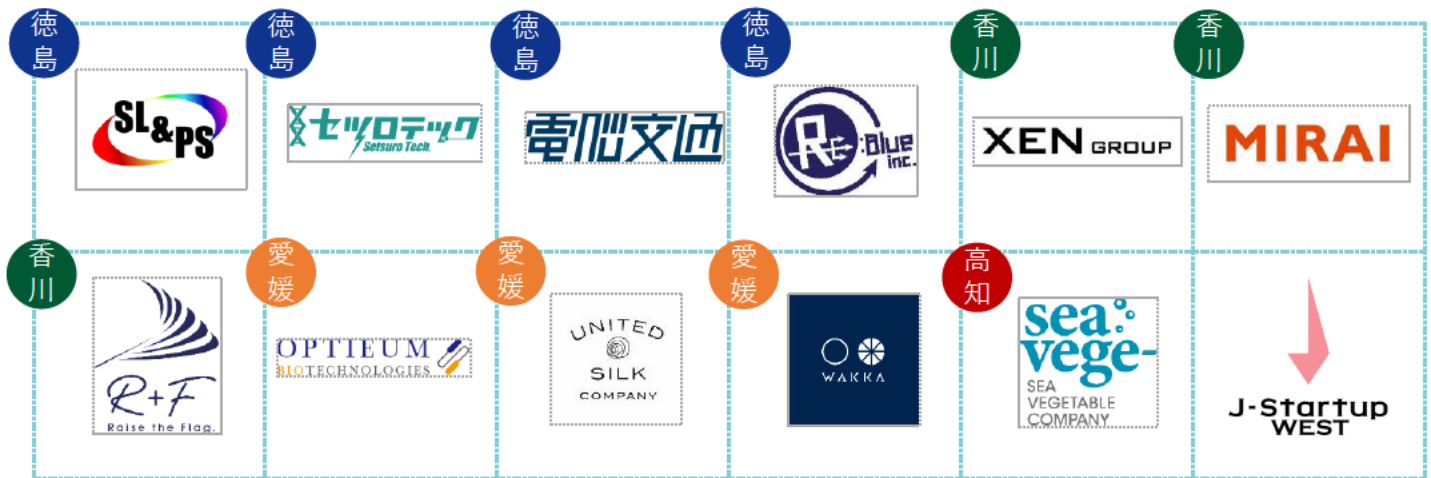 徳島
SL&PS
徳島
セツロテック
Setsuro Tech.
徳島
電脳交通
徳島
Re:Blue
inc.
香川
XEN GROUP
香川
MIRAI
香川
R+F
Raise the Flag.
愛媛
OPTIEUM
BIOTECHNOLOGIES
愛媛
UNITED
SILK
COMPANY
愛媛
WAKKA
高知
sea
vege-
SEA
VEGETABLE
COMPANY
J-Startup
WEST